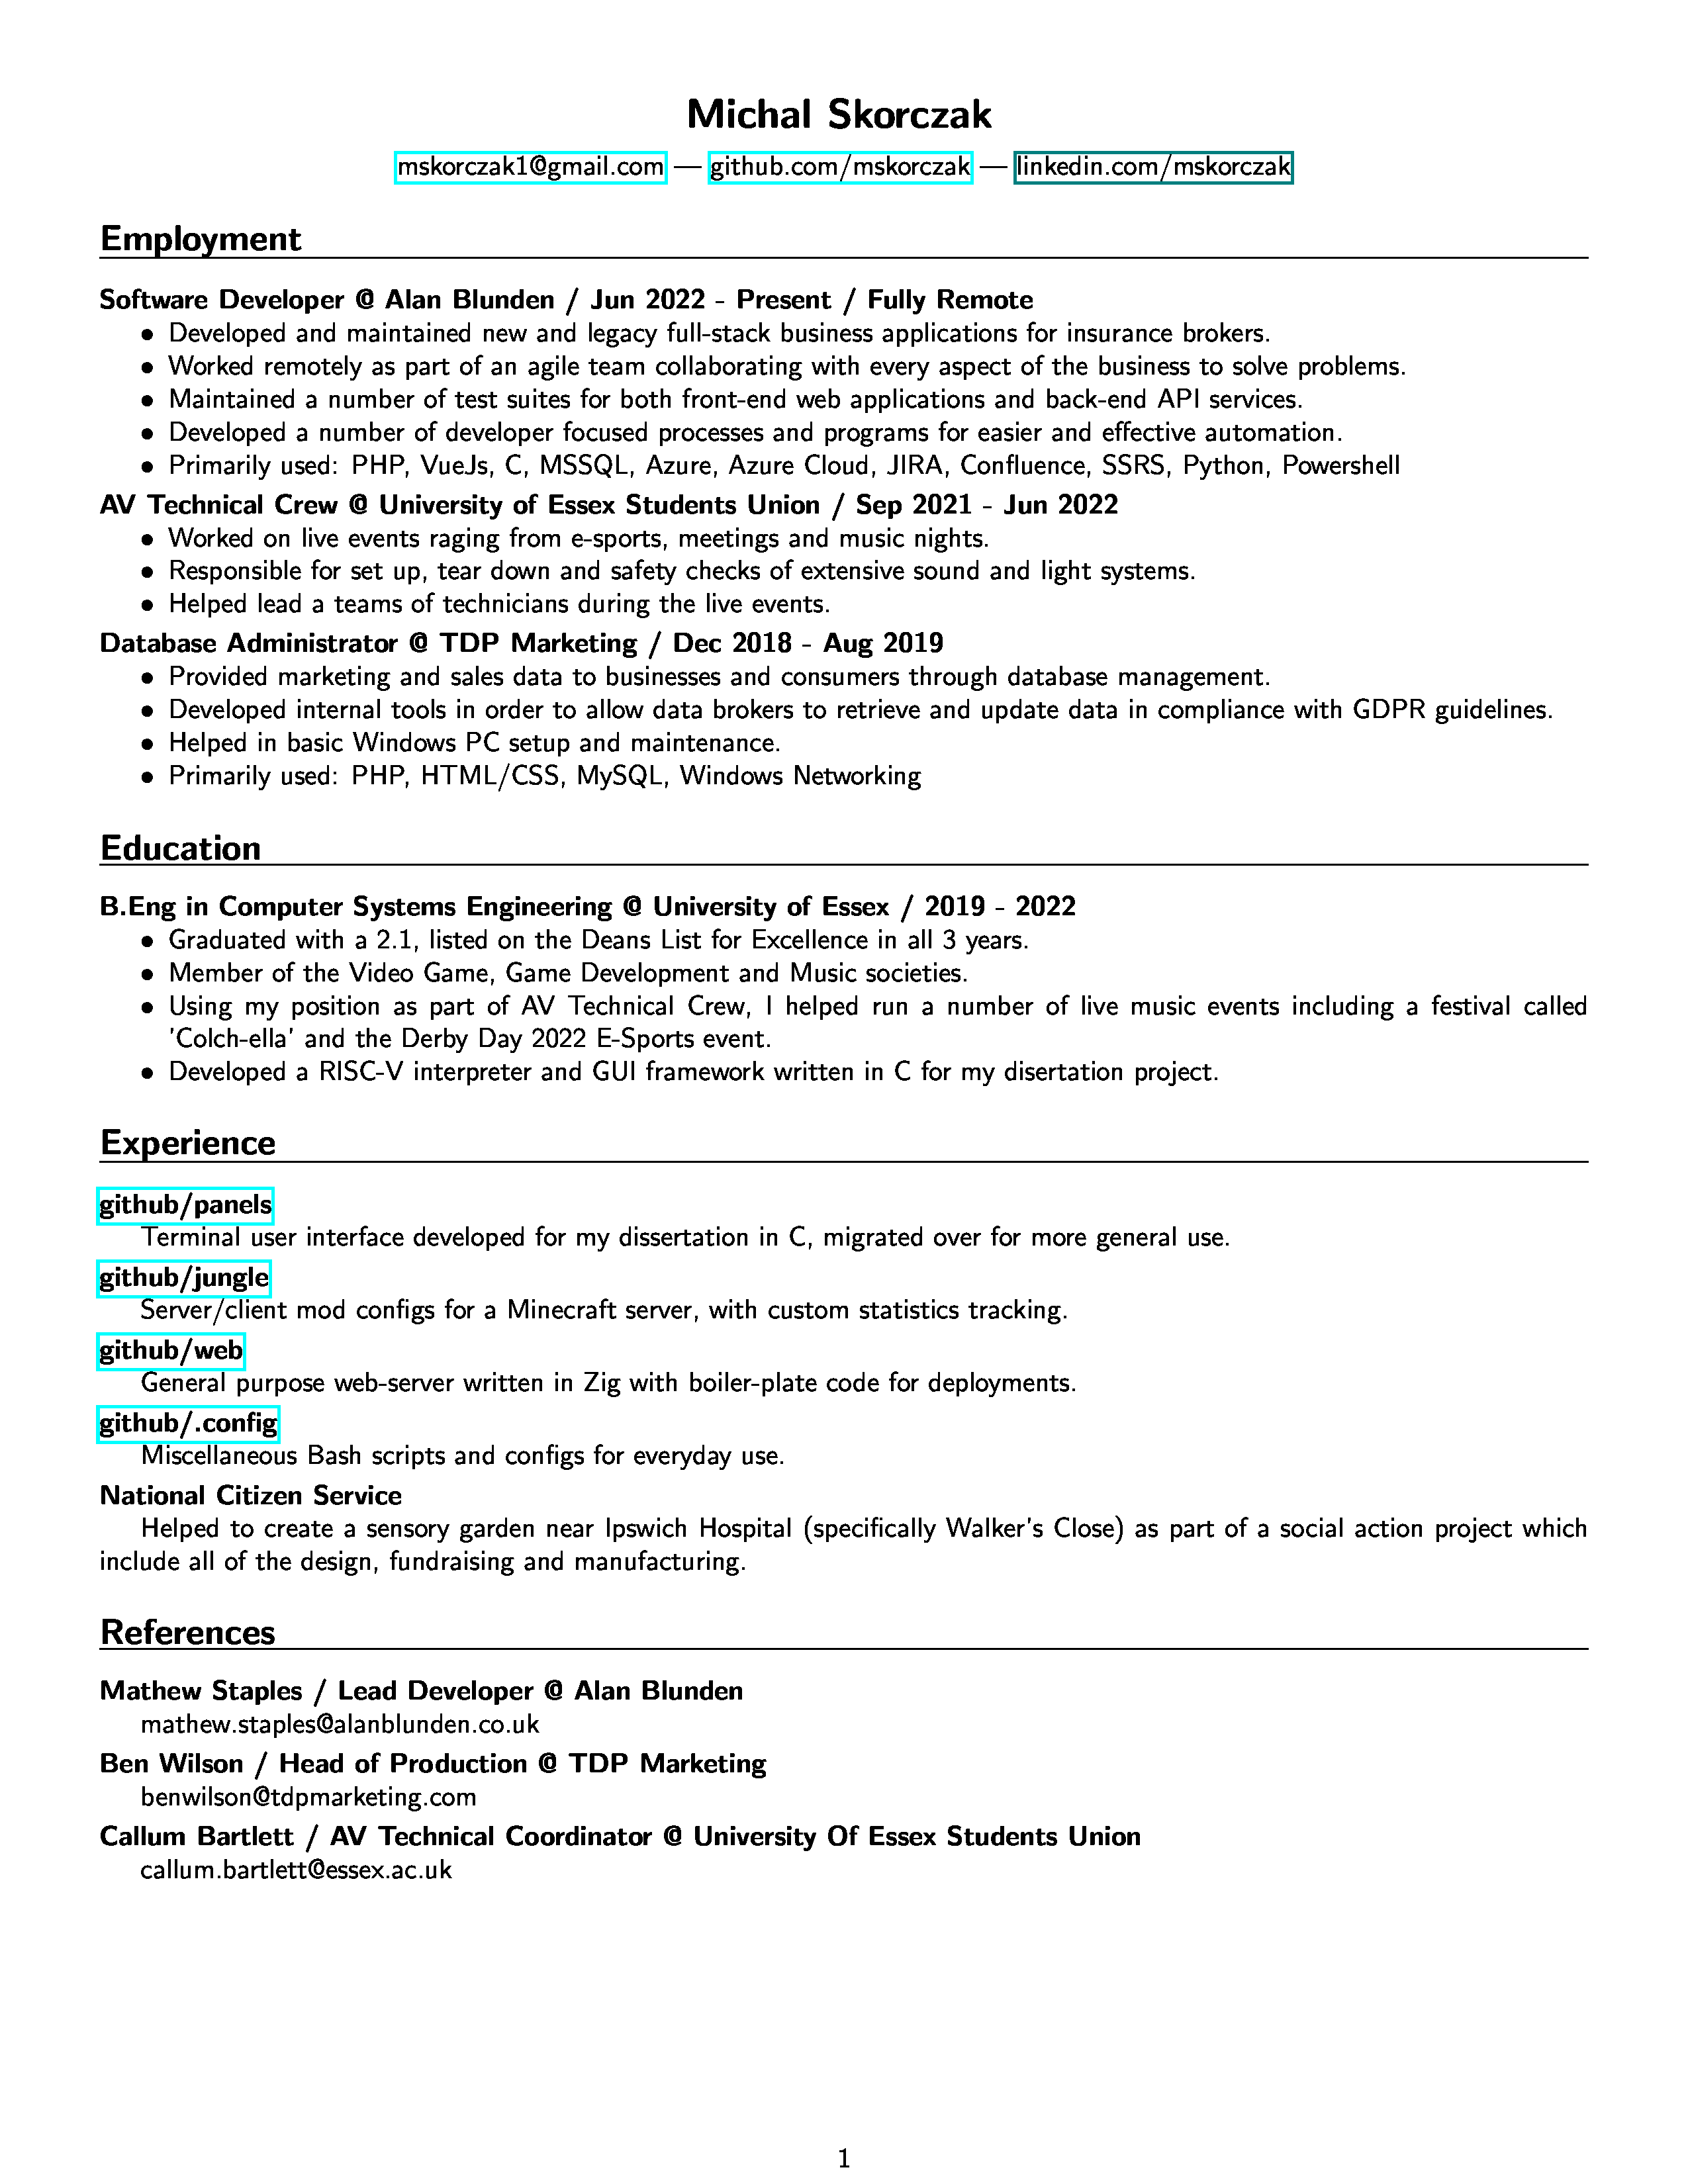 Michal Skorczak
mskorczak1@gmail.com — github.com/mskorczak — linkedin.com/mskorczak
Employment
Software Developer @ Alan Blunden / Jun 2022 - Present / Fully Remote
• Developed and maintained new and legacy full-stack business applications for insurance brokers.
• Worked remotely as part of an agile team collaborating with every aspect of the business to solve problems.
• Maintained a number of test suites for both front-end web applications and back-end API services.
• Developed a number of developer focused processes and programs for easier and effective automation.
• Primarily used: PHP, VueJs, C, MSSQL, Azure, Azure Cloud, JIRA, Confluence, SSRS, Python, Powershell
AV Technical Crew @ University of Essex Students Union / Sep 2021 - Jun 2022
• Worked on live events raging from e-sports, meetings and music nights.
• Responsible for set up, tear down and safety checks of extensive sound and light systems.
• Helped lead a teams of technicians during the live events.
Database Administrator @ TDP Marketing / Dec 2018 - Aug 2019
• Provided marketing and sales data to businesses and consumers through database management.
• Developed internal tools in order to allow data brokers to retrieve and update data in compliance with GDPR guidelines.
• Helped in basic Windows PC setup and maintenance.
• Primarily used: PHP, HTML/CSS, MySQL, Windows Networking
Education
B.Eng in Computer Systems Engineering @ University of Essex / 2019 - 2022
• Graduated with a 2.1, listed on the Deans List for Excellence in all 3 years.
• Member of the Video Game, Game Development and Music societies.
• Using my position as part of AV Technical Crew, I helped run a number of live music events including a festival called
'Colch-ella' and the Derby Day 2022 E-Sports event.
• Developed a RISC-V interpreter and GUI framework written in C for my disertation project.
Experience
github/panels
Terminal user interface developed for my dissertation in C, migrated over for more general use.
github/jungle
Server/client mod configs for a Minecraft server, with custom statistics tracking.
github/web
General purpose web-server written in Zig with boiler-plate code for deployments.
github/.config
Miscellaneous Bash scripts and configs for everyday use.
National Citizen Service
Helped to create a sensory garden near Ipswich Hospital (specifically Walker's Close) as part of a social action project which
include all of the design, fundraising and manufacturing.
References
Mathew Staples / Lead Developer @ Alan Blunden
mathew.staples@alanblunden.co.uk
Ben Wilson / Head of Production @ TDP Marketing
benwilson@tdpmarketing.com
Callum Bartlett / AV Technical Coordinator @ University Of Essex Students Union
callum.bartlett@essex.ac.uk
1